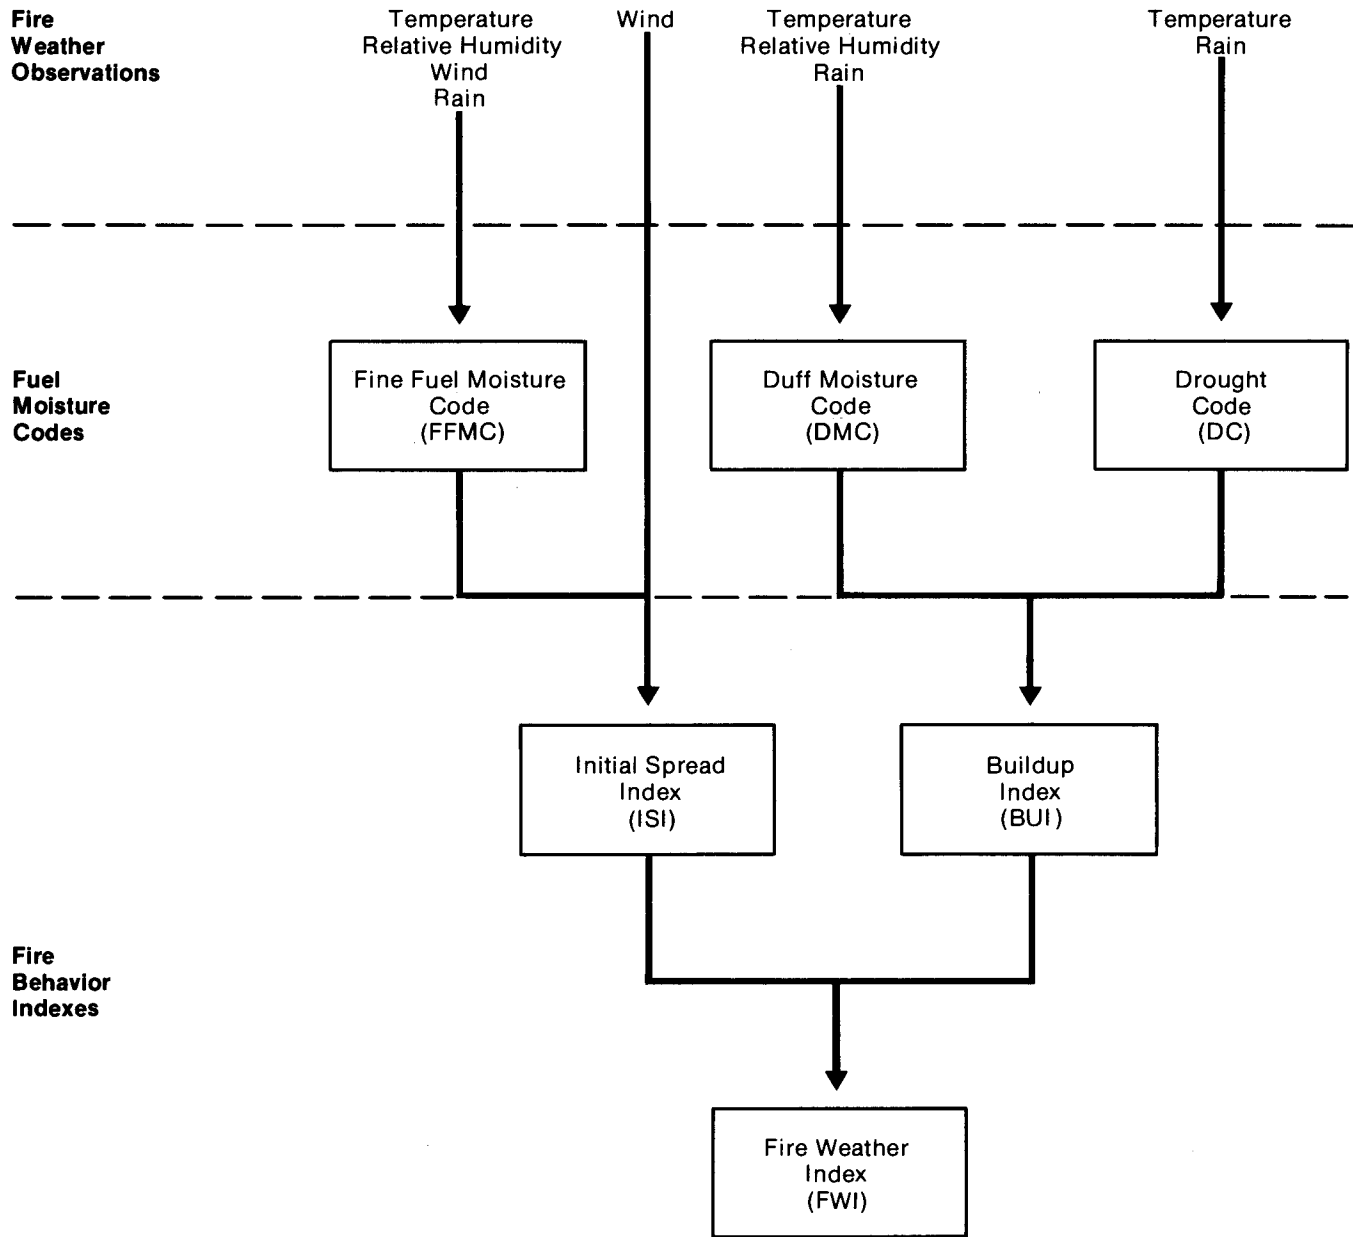 Fire
Weather
Observations
Temperature
Relative Humidity
Wind
Rain
Wind
Temperature
Relative Humidity
Rain
Temperature
Rain
Fuel
Moisture
Codes
Fine Fuel Moisture
Code
(FFMC)
Duff Moisture
Code
(DMC)
Drought
Code
(DC)
Fire
Behavior
Indexes
Initial Spread
Index
(ISI)
Buildup
Index
(BUI)
Fire Weather
Index
(FWI)